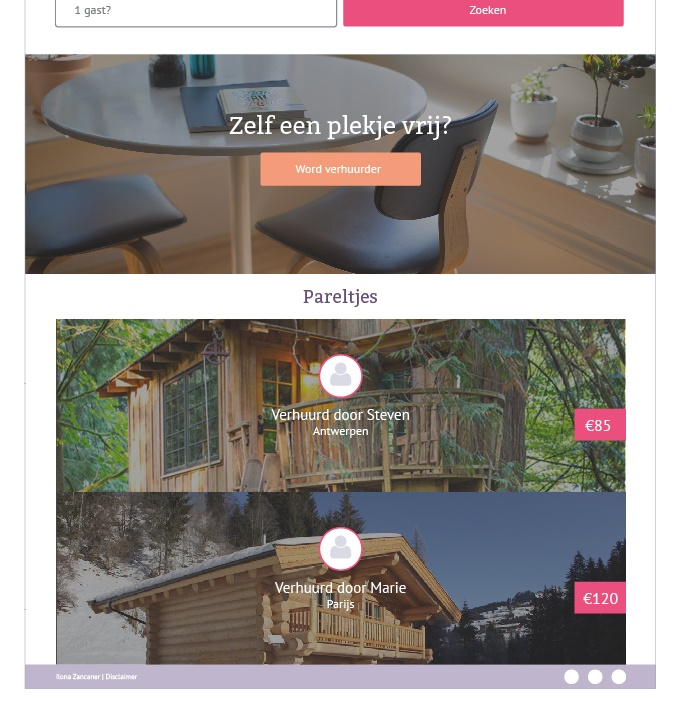 1 gast?
Zoeken
Zelf een plekje vrij?
Word verhuurder
Pareltjes
Verhuurd door Steven
Antwerpen
€85
Verhuurd door Marie
Parijs
€120
Ilona Zancaner | Disclaimer